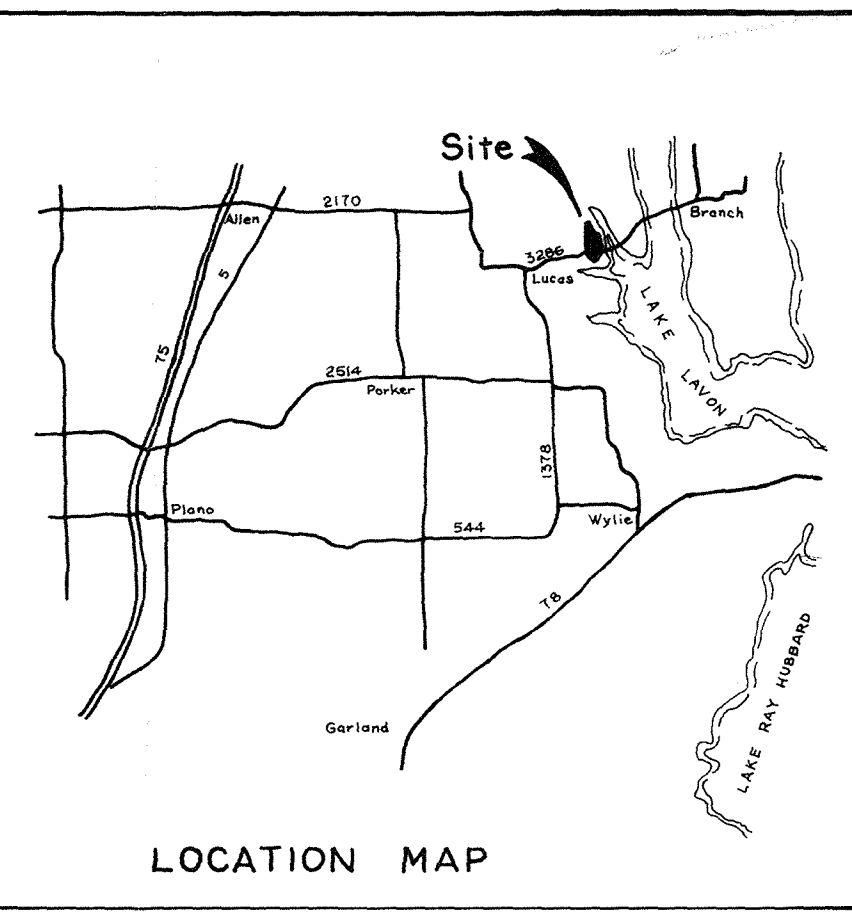 Site
2170
Allen
Branch
3286
Lucas
5
LAKE LAVON
75
2514
Parker
1378
Plano
544
Wylie
78
LAKE RAY HUBBARD
Garland
LOCATION MAP